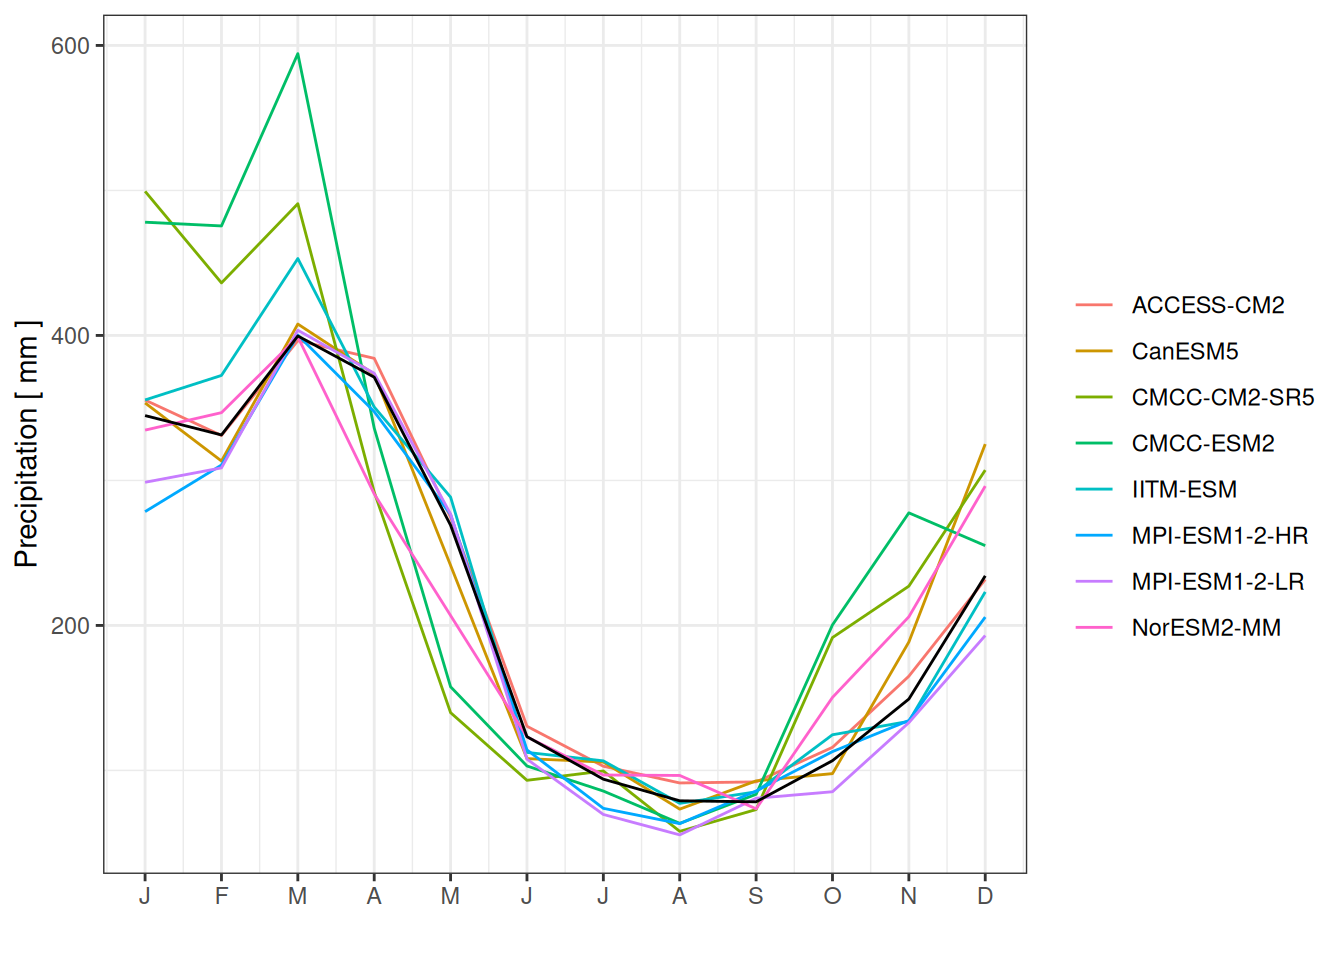 600
400
200
Precipitation [ mm ]
J F M A M J J A S O N D
ACCESS-CM2
CanESM5
CMCC-CM2-SR5
CMCC-ESM2
IITM-ESM
MPI-ESM1-2-HR
MPI-ESM1-2-LR
NorESM2-MM